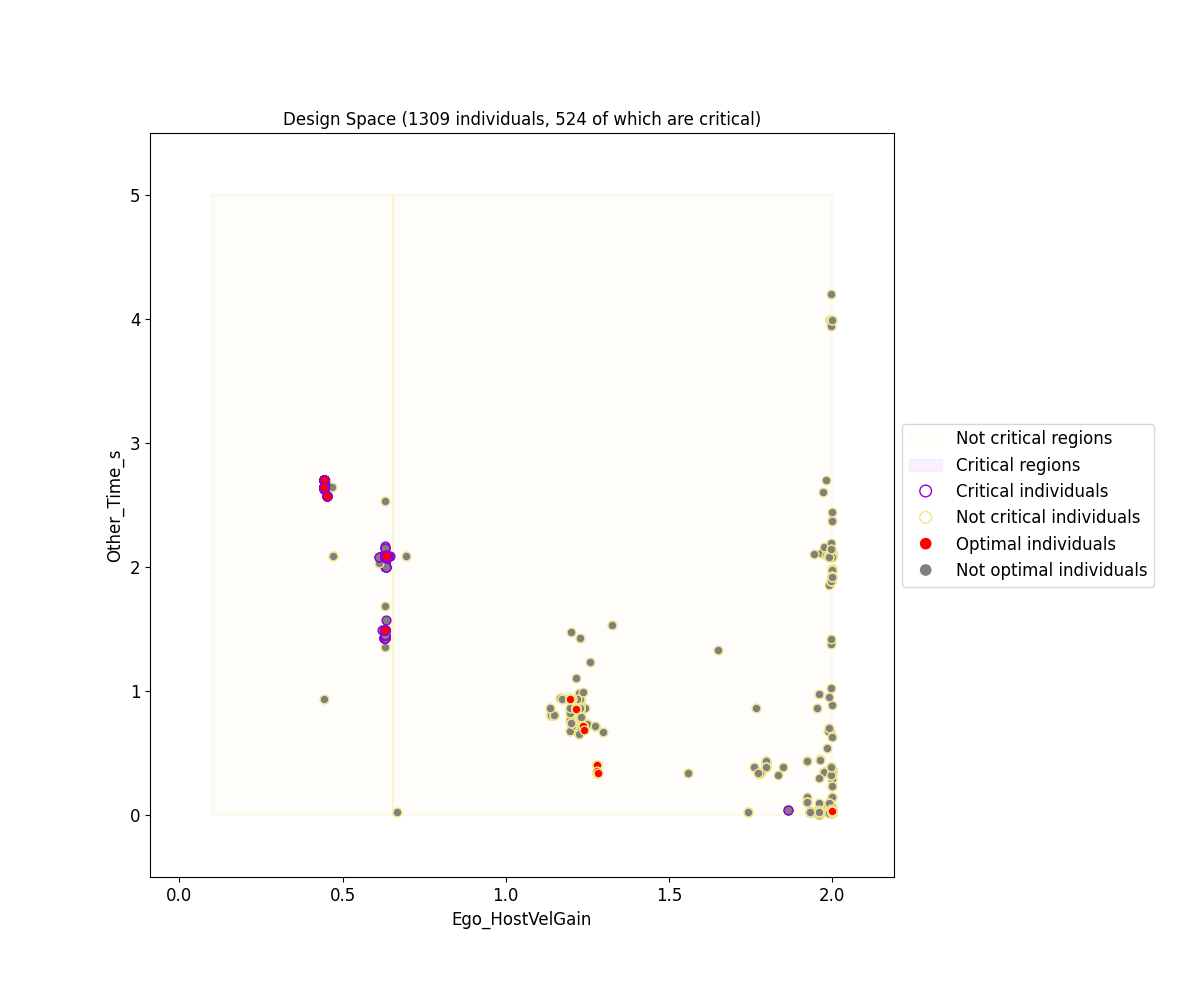 Design Space (1309 individuals, 524 of which are critical)
5
4
3
2
1
0
Other_Time_s
0.0
0.5
1.0
1.5
2.0
Ego_HostVelGain
Not critical regions
Critical regions
Critical individuals
Not critical individuals
Optimal individuals
Not optimal individuals